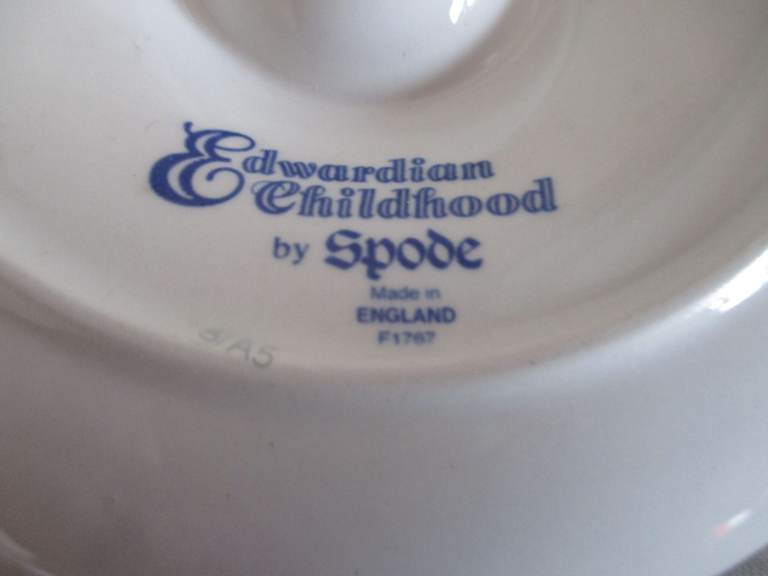 Edwardian
Childhood
by Spode
Made in
ENGLAND
F1767